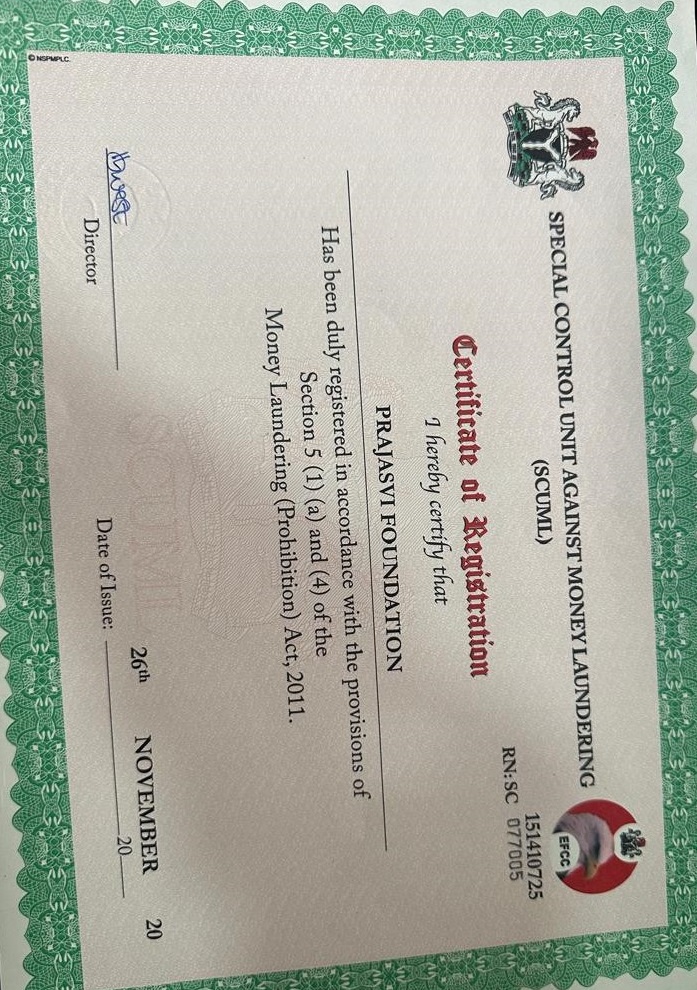 SPECIAL CONTROL UNIT AGAINST MONEY LAUNDERING
(SCUML)
EFCC
151410725
RN: SC 077005
Certificate of Registration
I hereby certify that
PRAJASVI FOUNDATION
Has been duly registered in accordance with the provisions of
Section 5 (1) (a) and (4) of the
Money Laundering (Prohibition) Act, 2011.
26th NOVEMBER 20
Date of Issue: 20
Director
© NSPMPLC.